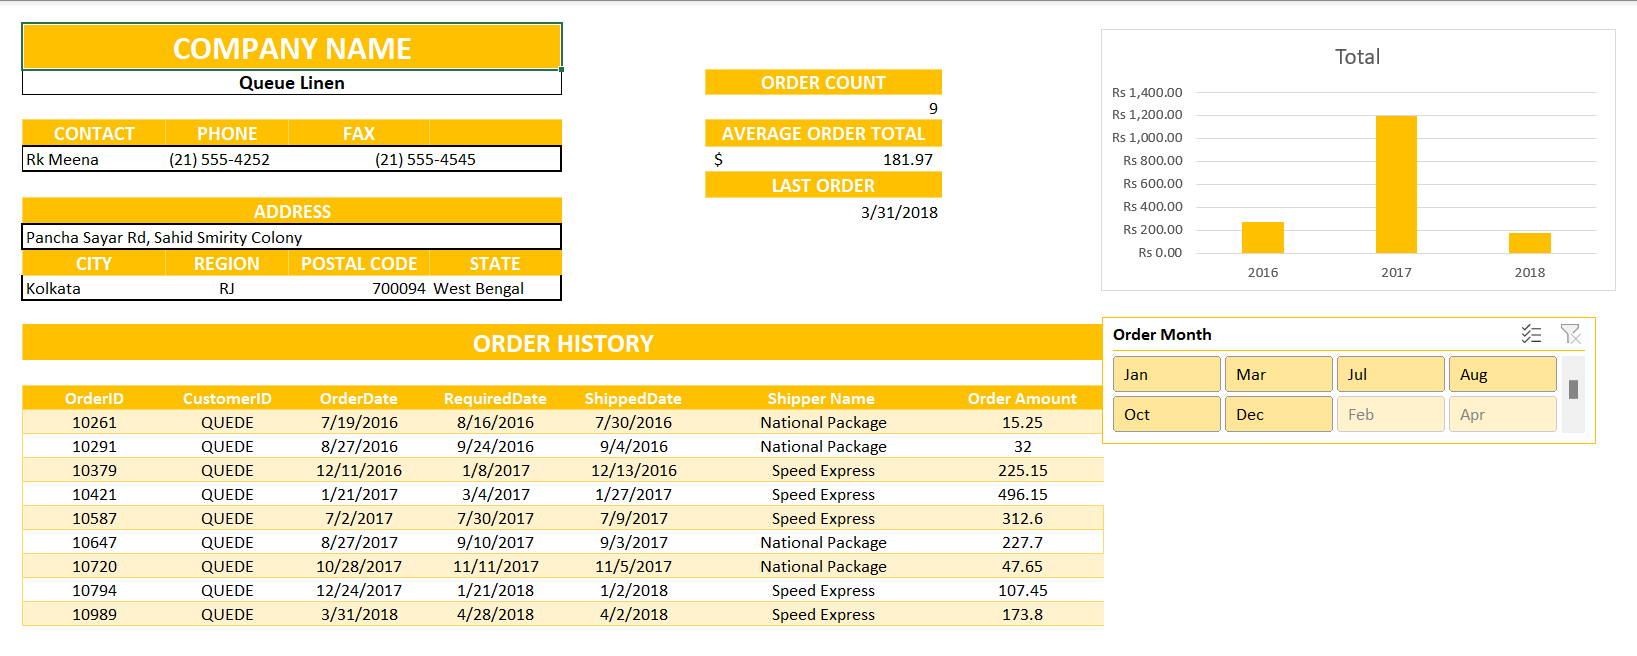 COMPANY NAME
Queue Linen
CONTACT PHONE FAX
Rk Meena (21) 555-4252 (21) 555-4545
ADDRESS
Pancha Sayar Rd, Sahid Smirity Colony
CITY REGION POSTAL CODE STATE
Kolkata RJ 700094 West Bengal
ORDER COUNT
9
AVERAGE ORDER TOTAL
$ 181.97
LAST ORDER
3/31/2018
Total
Rs 1,400.00
Rs 1,200.00
Rs 1,000.00
Rs 800.00
Rs 600.00
Rs 400.00
Rs 200.00
Rs 0.00
2016 2017 2018
ORDER HISTORY
Order Month
Jan Mar Jul Aug
Oct Dec Feb Apr
OrderID CustomerID OrderDate RequiredDate ShippedDate Shipper Name Order Amount
10261 QUEDE 7/19/2016 8/16/2016 7/30/2016 National Package 15.25
10291 QUEDE 8/27/2016 9/24/2016 9/4/2016 National Package 32
10379 QUEDE 12/11/2016 1/8/2017 12/13/2016 Speed Express 225.15
10421 QUEDE 1/21/2017 3/4/2017 1/27/2017 Speed Express 496.15
10587 QUEDE 7/2/2017 7/30/2017 7/9/2017 Speed Express 312.6
10647 QUEDE 8/27/2017 9/10/2017 9/3/2017 National Package 227.7
10720 QUEDE 10/28/2017 11/11/2017 11/5/2017 National Package 47.65
10794 QUEDE 12/24/2017 1/21/2018 1/2/2018 Speed Express 107.45
10989 QUEDE 3/31/2018 4/28/2018 4/2/2018 Speed Express 173.8